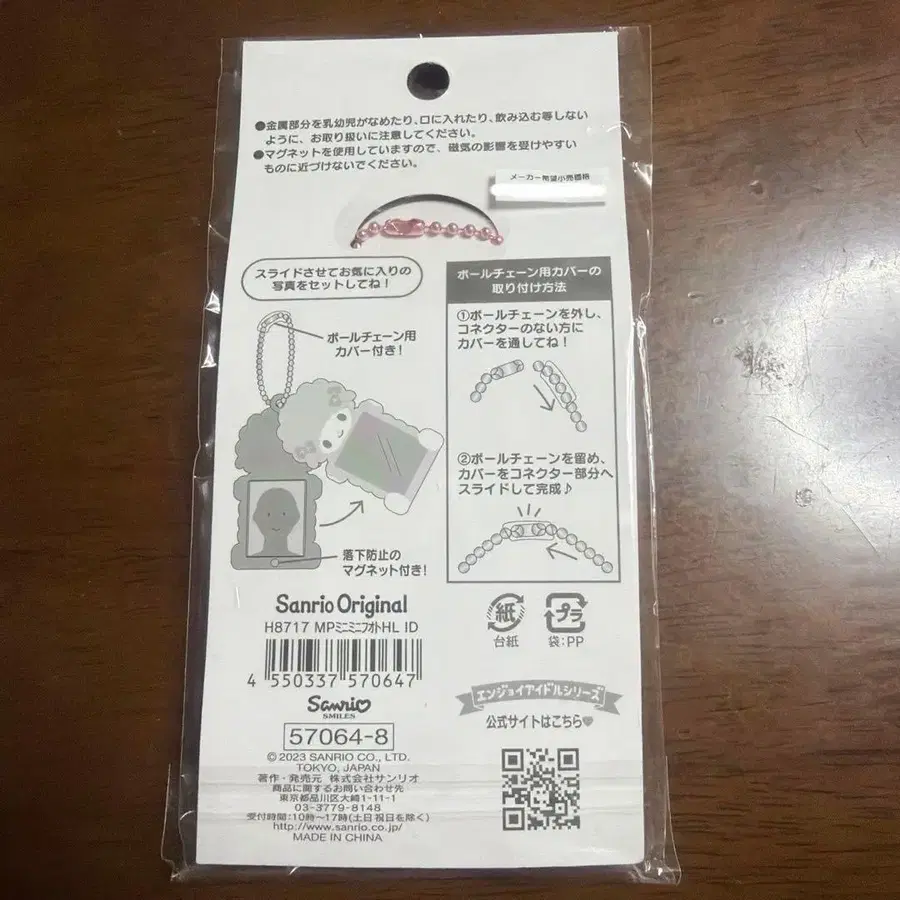 ●金属部分を乳幼児がなめたり、口に入れたり、飲み込む等しない
ように、お取り扱いに注意してください。
●マグネットを使用していますので、磁気の影響を受けやすい
ものに近づけないでください。
メーカー希望小売価格
スライドさせてお気に入りの
写真をセットしてね!
ボールチェーン用
カバー付き!
落下防止の
マグネット付き!
ボールチェーン用カバーの
取り付け方法
①ボールチェーンを外し、
コネクターのない方に
カバーを通してね!
②ボールチェーンを留め、
カバーをコネクター部分へ
スライドして完成♪
Sanrio Original
H8717 MPミニミニフォトHL ID
4 550337 570647
Sanrio
SMILES
57064-8
© 2023 SANRIO CO., LTD.
TOKYO, JAPAN
著作・発売元 株式会社サンリオ
商品に関するお問い合わせ先
東京都品川区大崎1-11-1
03-3779-8148
受付時間:10時~17時(土日祝日を除く)
http://www.sanrio.co.jp/
MADE IN CHINA
紙
台紙
プラ
袋:PP
エンジョイアイドルシリーズ
公式サイトはこちら♥